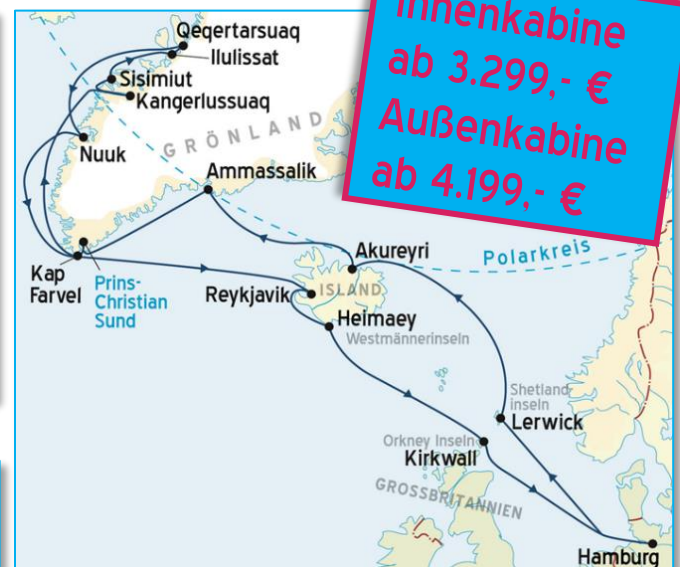 Innenkabine
ab 3.299,- €
Außenkabine
ab 4.199,- €
Qeqertarsuaq
Ilulissat
Sisimiut
Kangerlussuaq
Nuuk
GRÖNLAND
Ammassalik
Kap
Farvel
Prins-
Christian
Sund
Akureyri
Polarkreis
Reykjavik
ISLAND
Heimaey
Westmännerinseln
Shetland-
inseln
Lerwick
Orkney Inseln
Kirkwall
GROSSBRITANNIEN
Hamburg